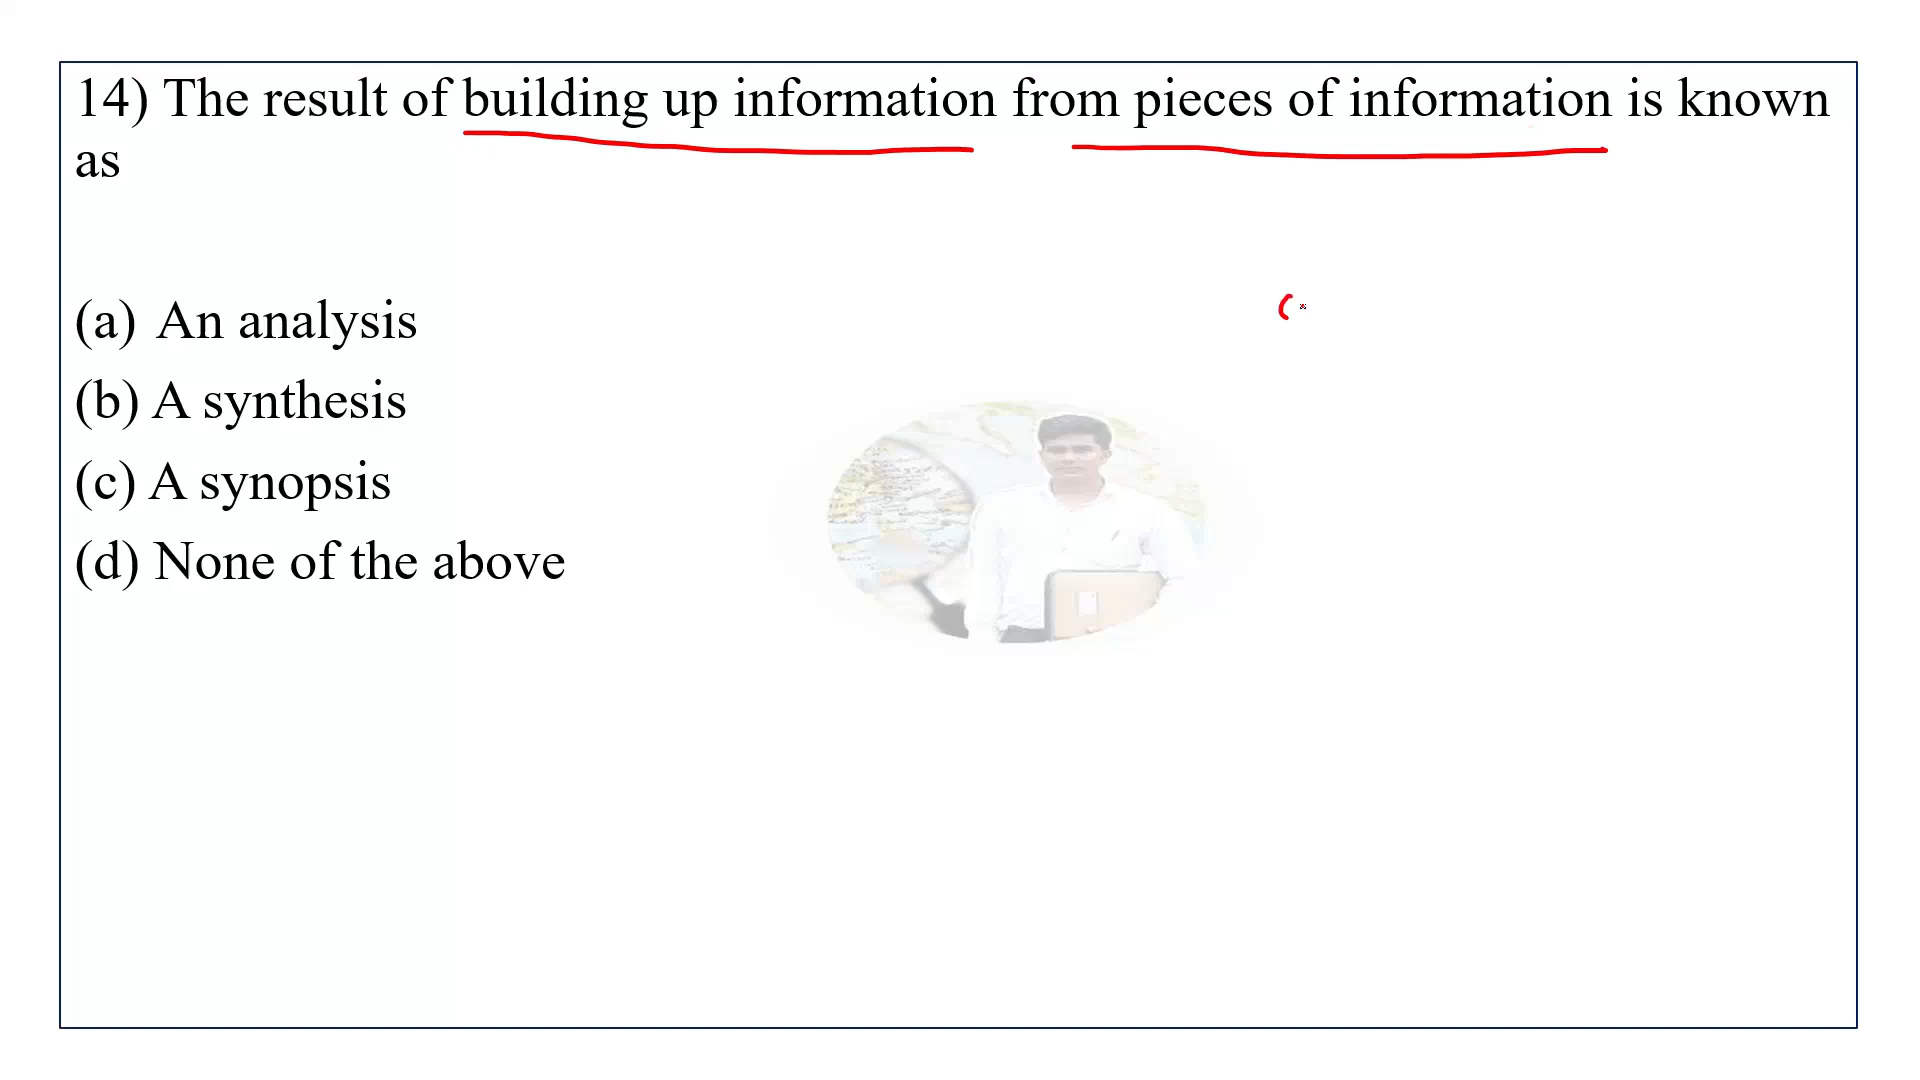 14) The result of building up information from pieces of information is known
as
(a) An analysis
(b) A synthesis
(c) A synopsis
(d) None of the above